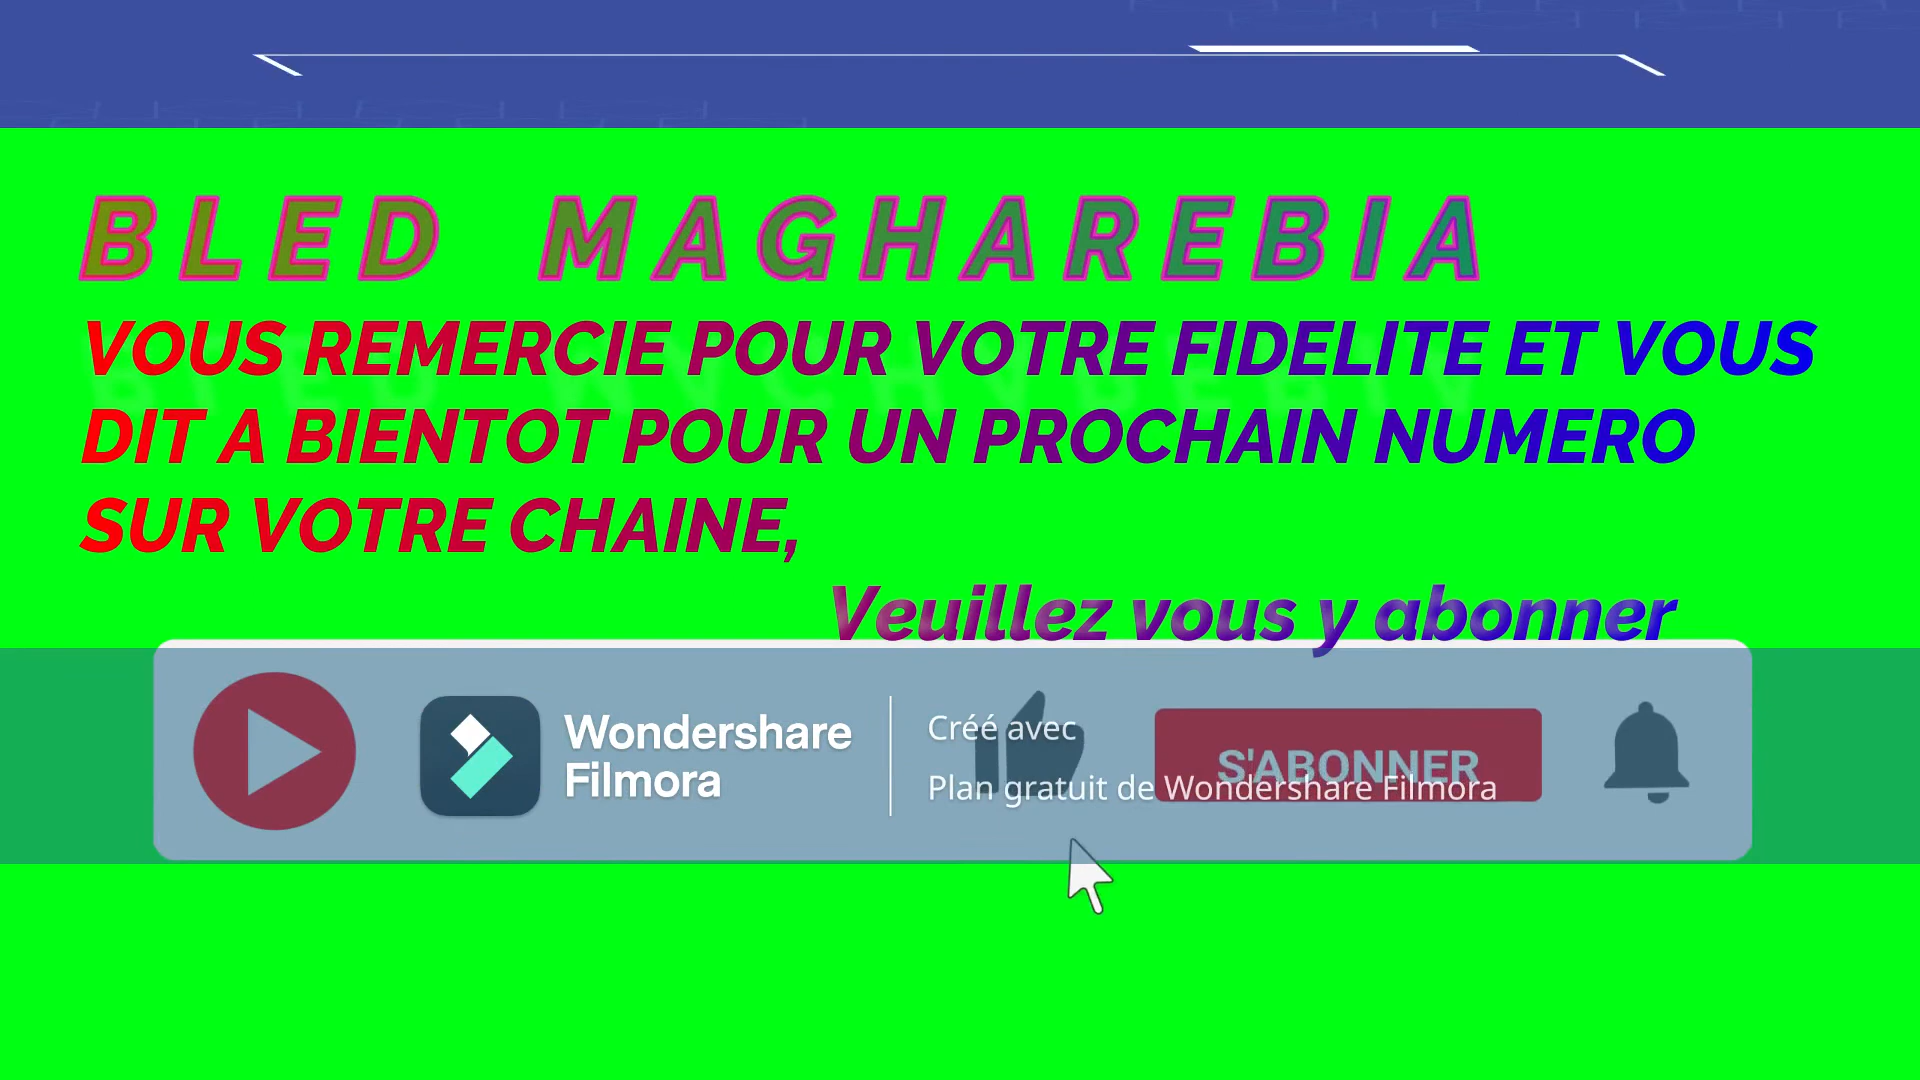 BLED MAGHAREBIA
VOUS REMERCIE POUR VOTRE FIDELITE ET VOUS
DIT A BIENTOT POUR UN PROCHAIN NUMERO
SUR VOTRE CHAINE,
Veuillez vous y abonner
Wondershare
Filmora
Créé avec
Plan gratuit de Wondershare Filmora
S'ABONNER